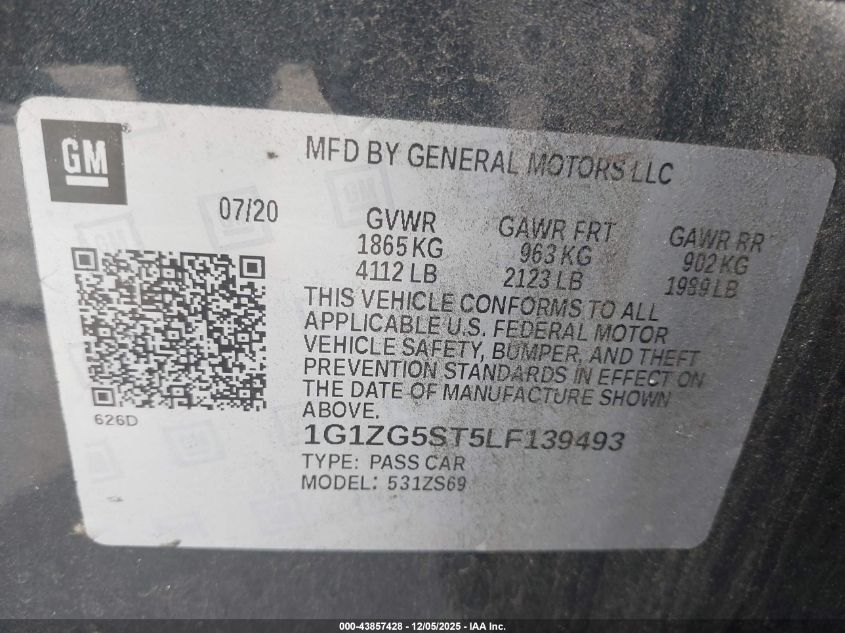 GM
®
MFD BY GENERAL MOTORS LLC
07/20
GVWR
1865 KG
4112 LB
GAWR FRT
963 KG
2123 LB
GAWR RR
902 KG
1989 LB
THIS VEHICLE CONFORMS TO ALL
APPLICABLE U.S. FEDERAL MOTOR
VEHICLE SAFETY, BUMPER, AND THEFT
PREVENTION STANDARDS IN EFFECT ON
THE DATE OF MANUFACTURE SHOWN
ABOVE.
626D
1G1ZG5ST5LF139493
TYPE: PASS CAR
MODEL: 531ZS69
000-43857428 - 12/05/2025 - IAA Inc.